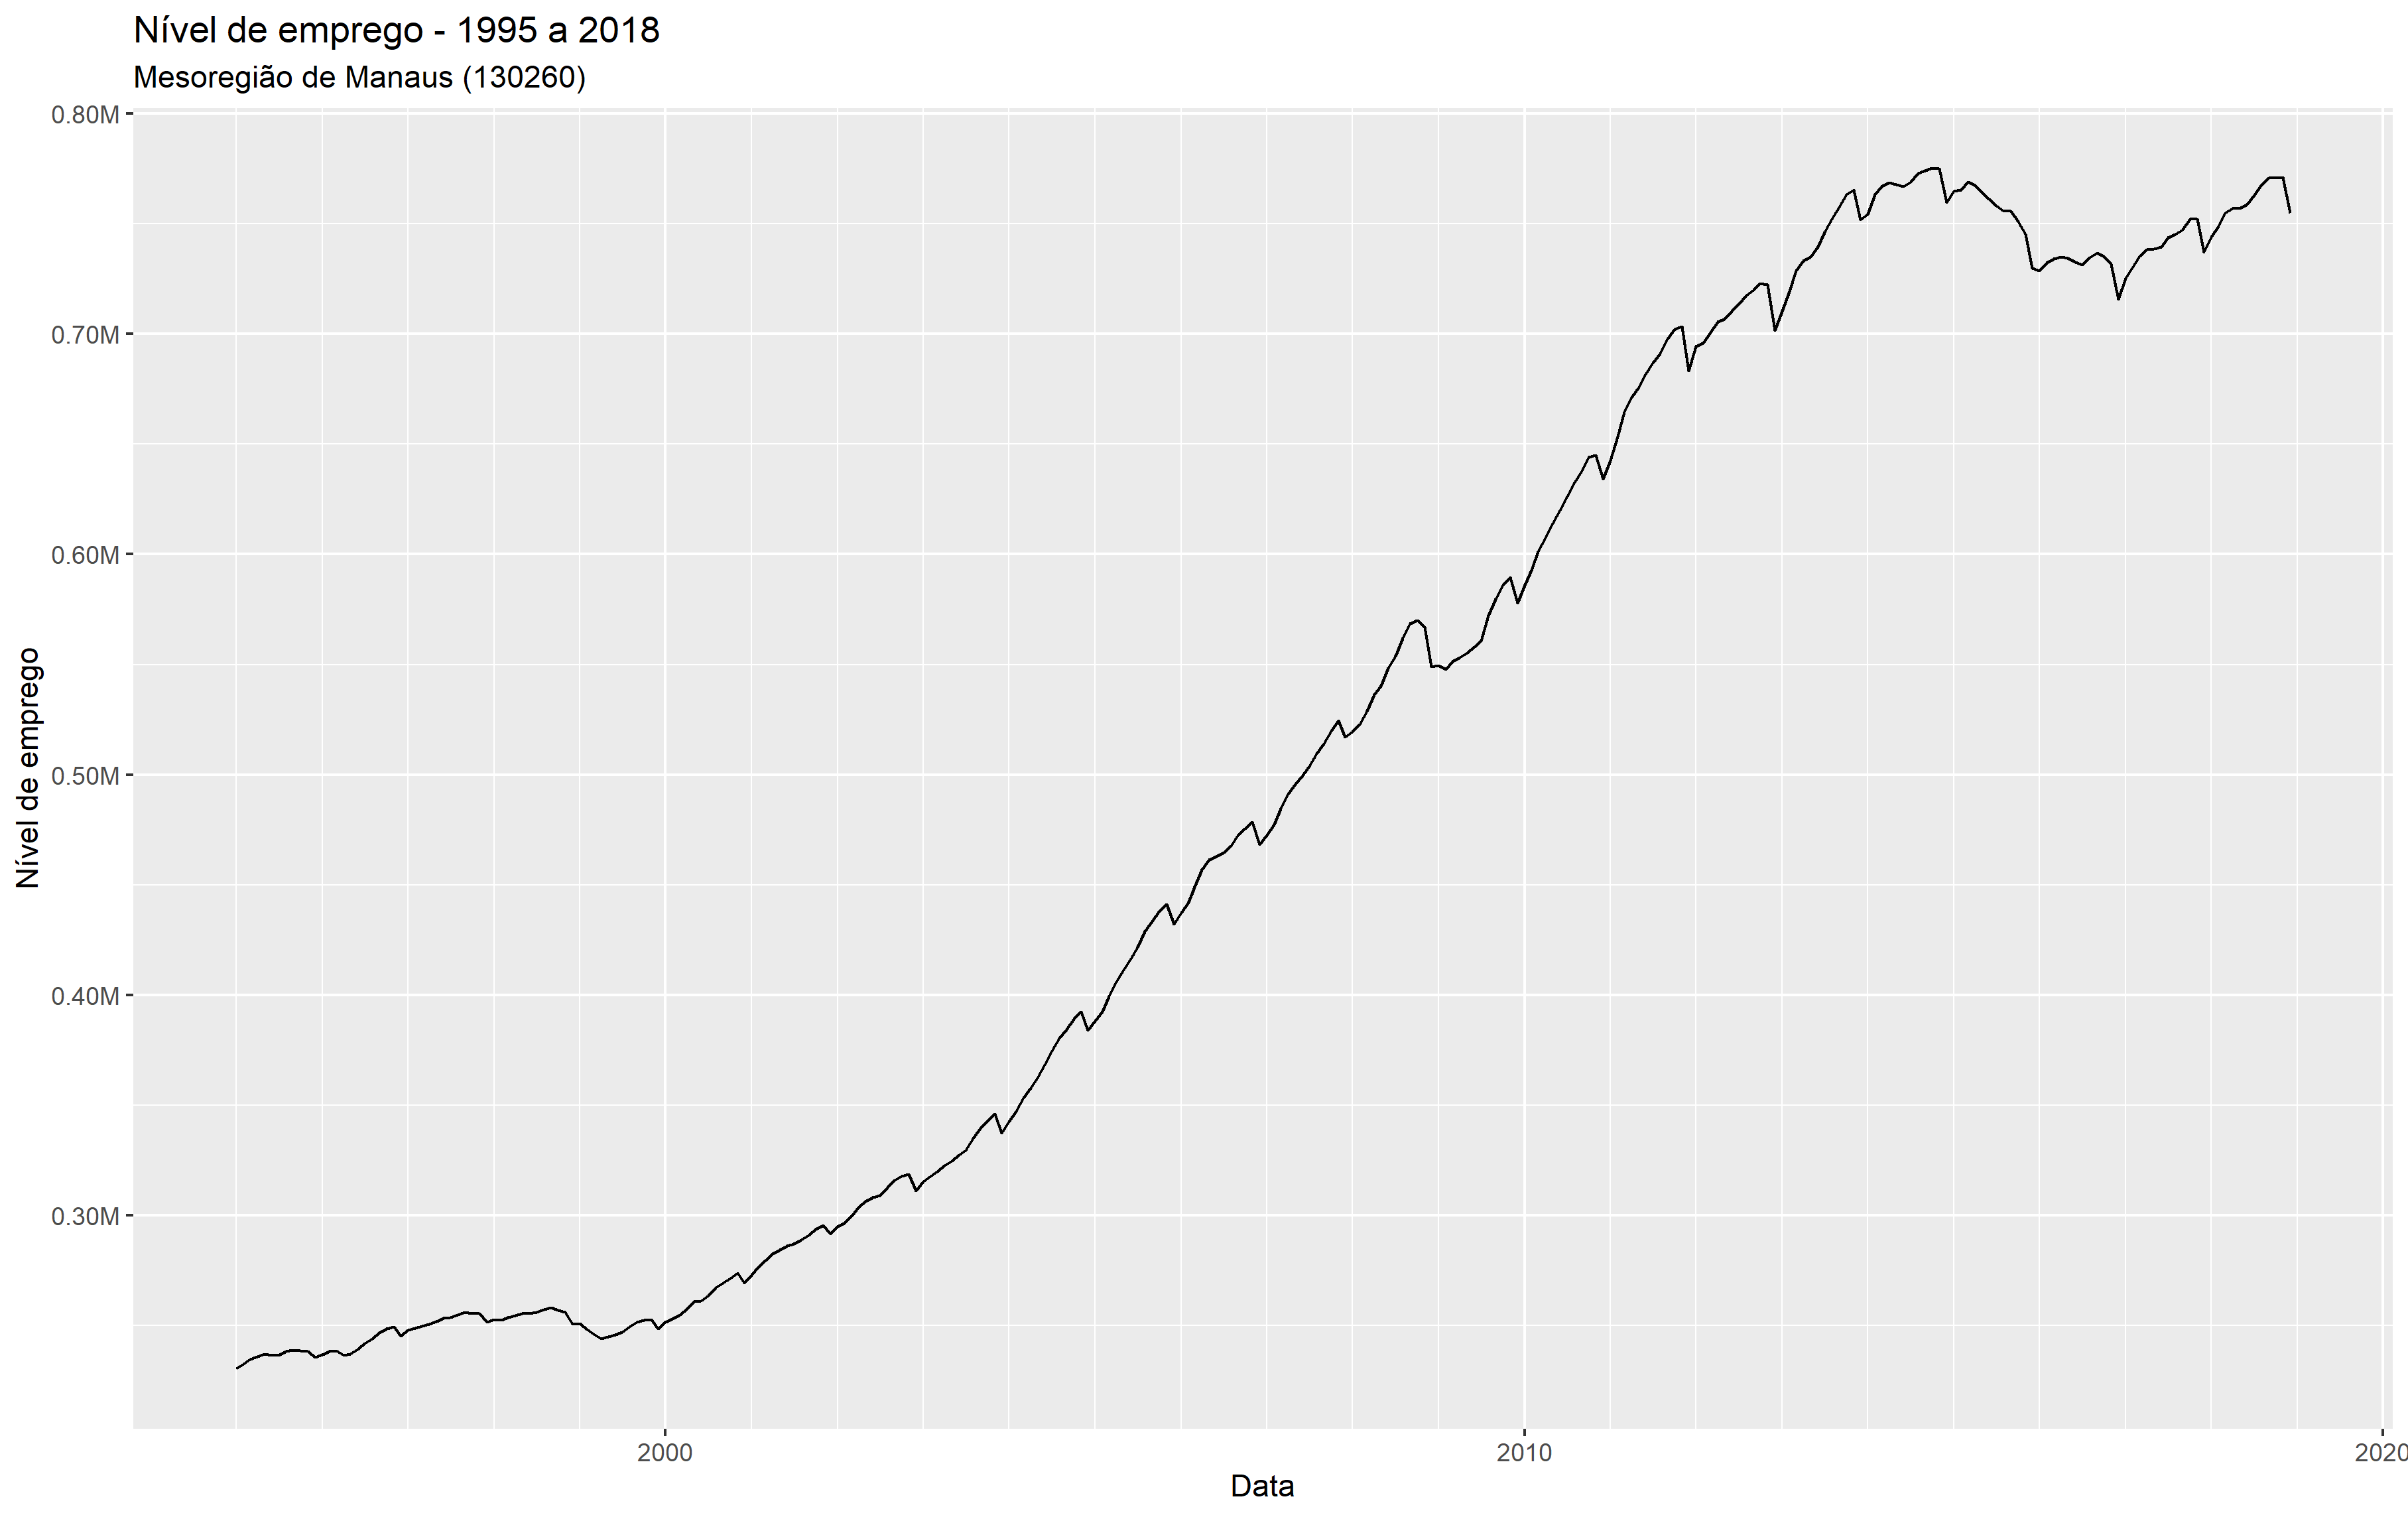 Nível de emprego - 1995 a 2018
Mesoregião de Manaus (130260)
0.80M
0.70M
0.60M
0.50M
0.40M
0.30M
Nível de emprego
2000
2010
2020
Data